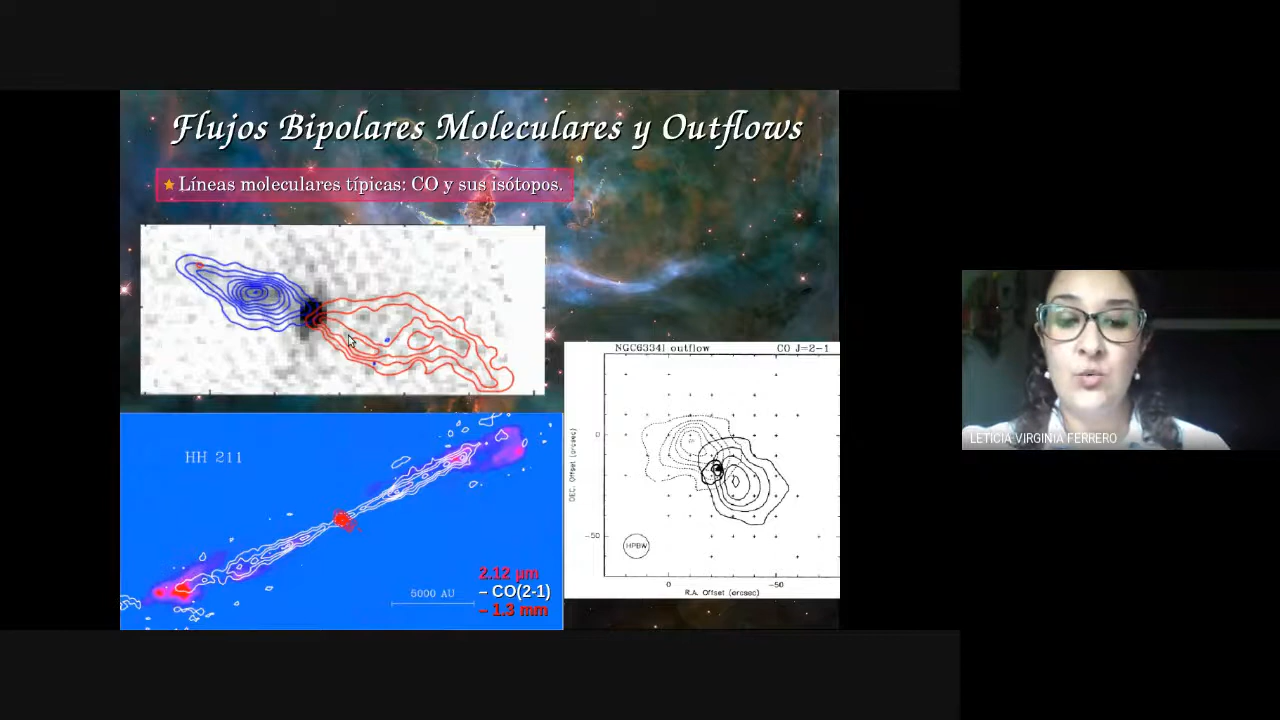 Flujos Bipolares Moleculares y Outflows
Líneas moleculares típicas: CO y sus isótopos.
NGC6334I outflow CO J=2-1
DEC. Offset (arcsec)
0
-50
HPBW
0 -50
R.A. Offset (arcsec)
HH 211
5000 AU
2.12 µm
– CO(2-1)
– 1.3 mm
LETICIA VIRGINIA FERRERO